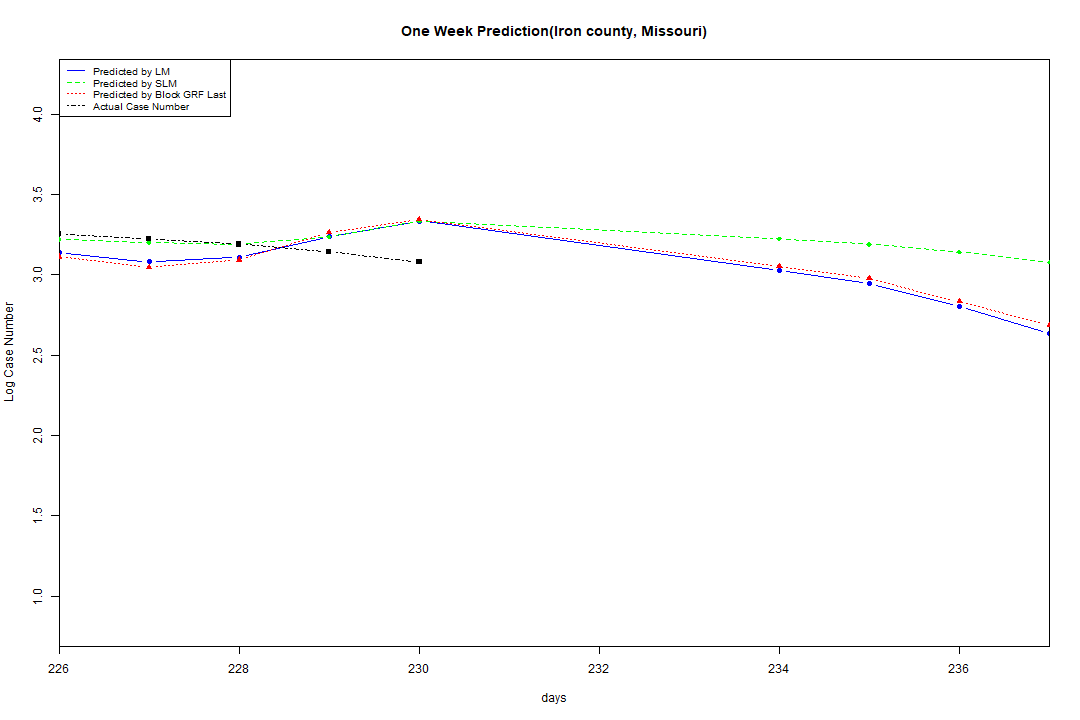 One Week Prediction(Iron county, Missouri)
Predicted by LM
Predicted by SLM
Predicted by Block GRF Last
Actual Case Number
4.0
3.5
3.0
2.5
2.0
1.5
1.0
Log Case Number
226
228
230
232
234
236
days